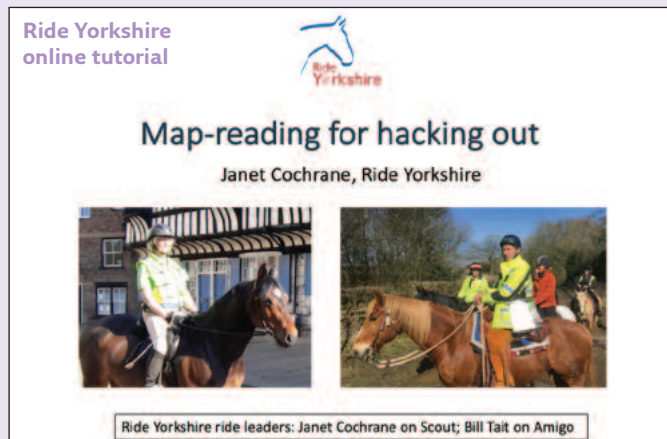 Ride Yorkshire
online tutorial
Ride
Yorkshire
Map-reading for hacking out
Janet Cochrane, Ride Yorkshire
Ride Yorkshire ride leaders: Janet Cochrane on Scout; Bill Tait on Amigo